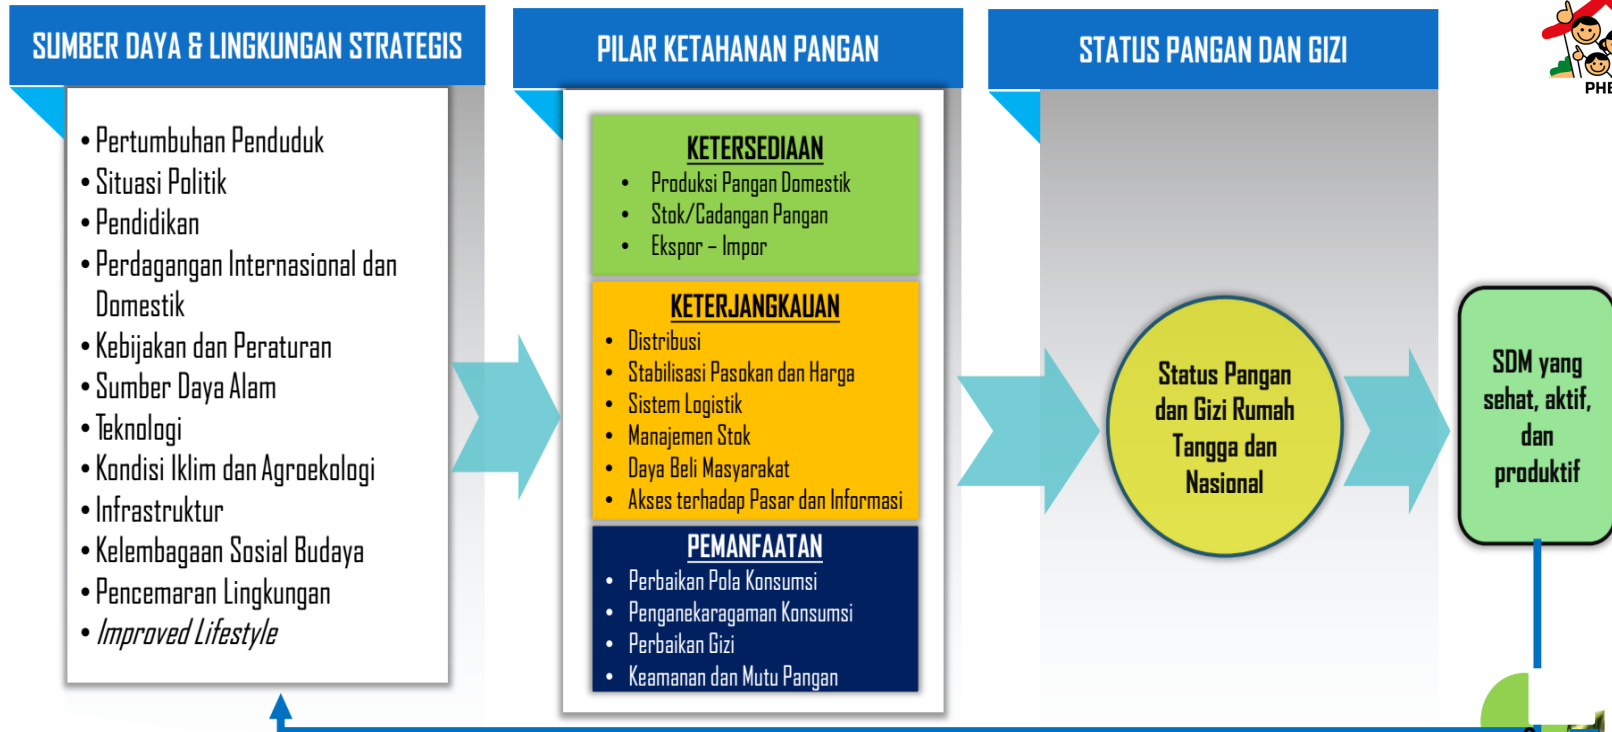 SUMBER DAYA & LINGKUNGAN STRATEGIS
• Pertumbuhan Penduduk
• Situasi Politik
• Pendidikan
• Perdagangan Internasional dan
Domestik
• Kebijakan dan Peraturan
• Sumber Daya Alam
• Teknologi
• Kondisi Iklim dan Agroekologi
• Infrastruktur
• Kelembagaan Sosial Budaya
• Pencemaran Lingkungan
• Improved Lifestyle
PILAR KETAHANAN PANGAN
KETERSEDIAAN
• Produksi Pangan Domestik
• Stok/Cadangan Pangan
• Ekspor – Impor
KETERJANGKAUAN
• Distribusi
• Stabilisasi Pasokan dan Harga
• Sistem Logistik
• Manajemen Stok
• Daya Beli Masyarakat
• Akses terhadap Pasar dan Informasi
PEMANFAATAN
• Perbaikan Pola Konsumsi
• Penganekaragaman Konsumsi
• Perbaikan Gizi
• Keamanan dan Mutu Pangan
STATUS PANGAN DAN GIZI
Status Pangan
dan Gizi Rumah
Tangga dan
Nasional
SDM yang
sehat, aktif,
dan
produktif